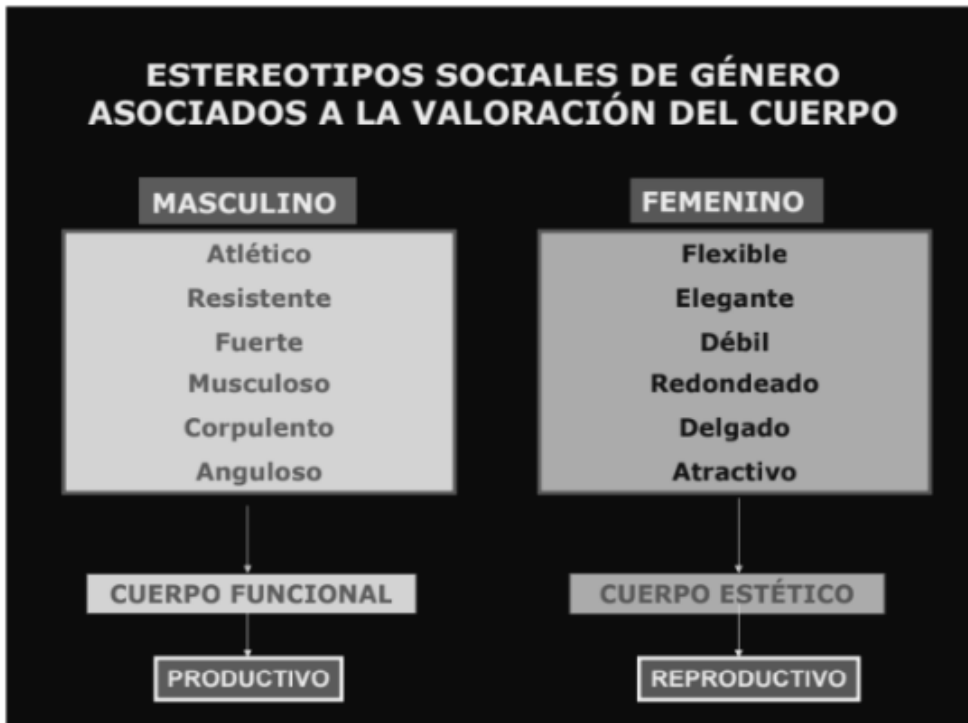 ESTEREOTIPOS SOCIALES DE GÉNERO
ASOCIADOS A LA VALORACIÓN DEL CUERPO
MASCULINO
Atlético
Resistente
Fuerte
Musculoso
Corpulento
Anguloso
CUERPO FUNCIONAL
PRODUCTIVO
FEMENINO
Flexible
Elegante
Débil
Redondeado
Delgado
Atractivo
CUERPO ESTÉTICO
REPRODUCTIVO